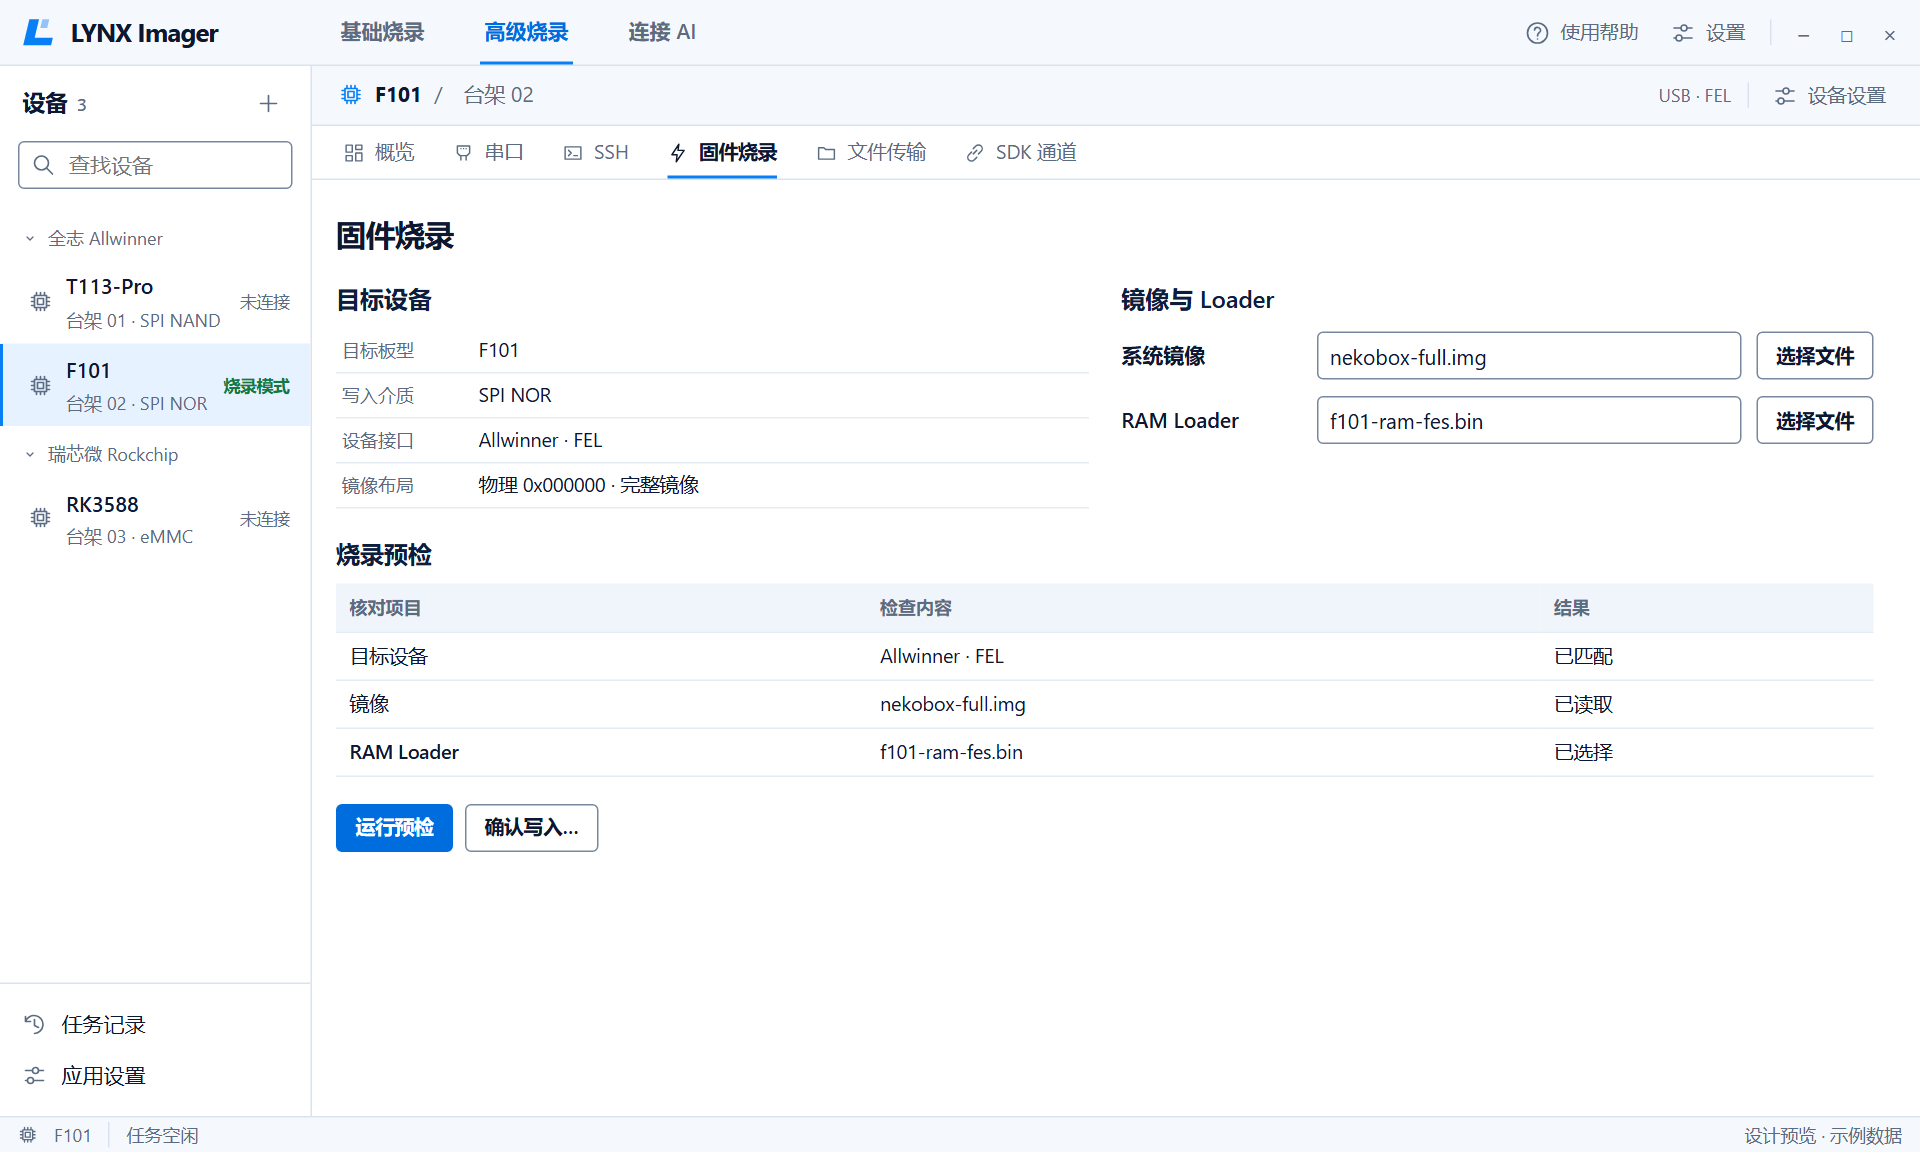 LYNX Imager
基础烧录
高级烧录
连接 AI
使用帮助
设置
设备 3
查找设备
全志 Allwinner
T113-Pro
台架 01 · SPI NAND
未连接
F101
台架 02 · SPI NOR
烧录模式
瑞芯微 Rockchip
RK3588
台架 03 · eMMC
未连接
任务记录
应用设置
F101 / 台架 02
USB · FEL
设备设置
概览
串口
SSH
固件烧录
文件传输
SDK 通道
固件烧录
目标设备
目标板型 F101
写入介质 SPI NOR
设备接口 Allwinner · FEL
镜像布局 物理 0x000000 · 完整镜像
镜像与 Loader
系统镜像 nekobox-full.img 选择文件
RAM Loader f101-ram-fes.bin 选择文件
烧录预检
核对项目 检查内容 结果
目标设备 Allwinner · FEL 已匹配
镜像 nekobox-full.img 已读取
RAM Loader f101-ram-fes.bin 已选择
运行预检
确认写入...
F101
任务空闲
设计预览 · 示例数据